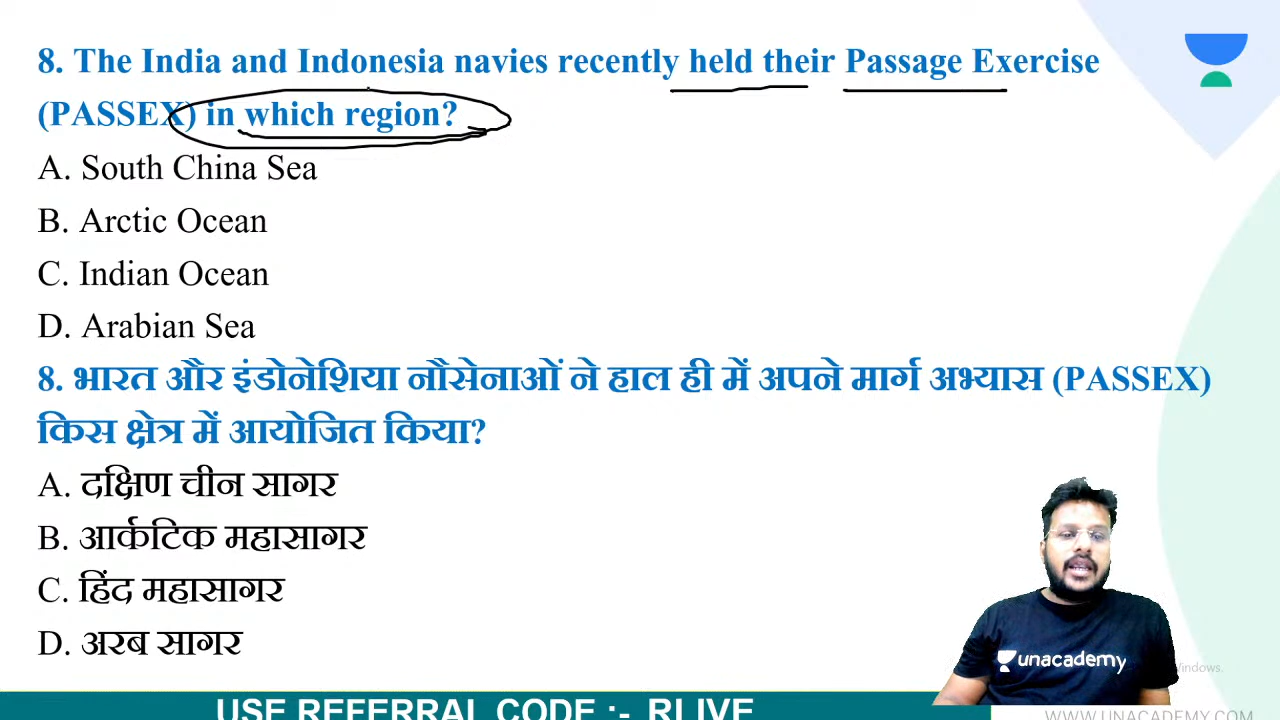 8. The India and Indonesia navies recently held their Passage Exercise
(PASSEX) in which region?
A. South China Sea
B. Arctic Ocean
C. Indian Ocean
D. Arabian Sea
8. भारत और इंडोनेशिया नौसेनाओं ने हाल ही में अपने मार्ग अभ्यास (PASSEX)
किस क्षेत्र में आयोजित किया?
A. दक्षिण चीन सागर
B. आर्कटिक महासागर
C. हिंद महासागर
D. अरब सागर
unacademy
Windows.
USE REFERRAL CODE :- RLIVE
WWW.UNACADEMY.COM